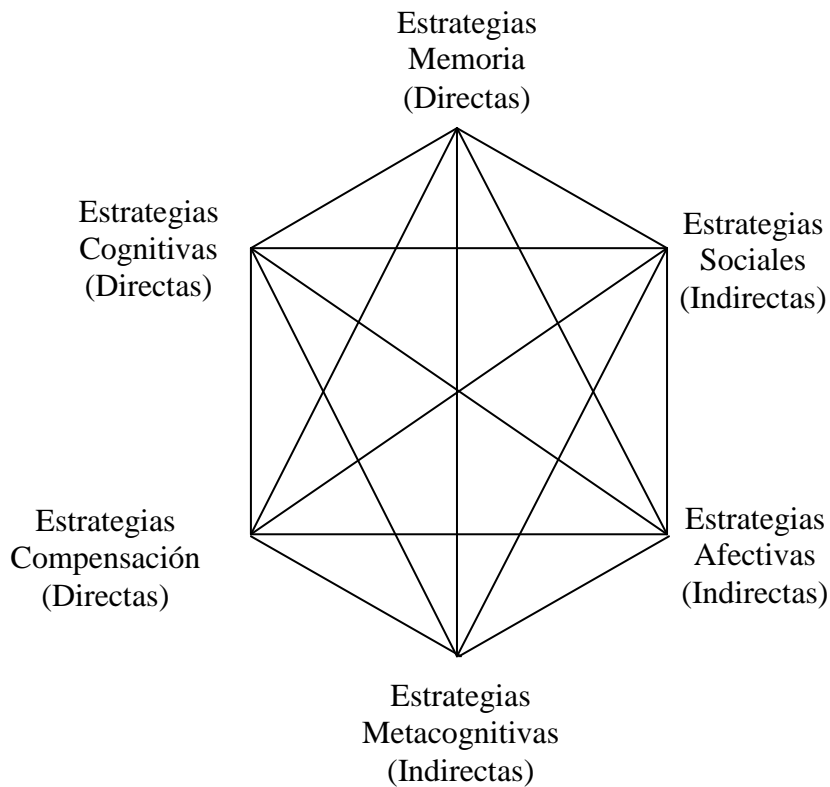 Estrategias
Memoria
(Directas)
Estrategias
Cognitivas
(Directas)
Estrategias
Sociales
(Indirectas)
Estrategias
Compensación
(Directas)
Estrategias
Afectivas
(Indirectas)
Estrategias
Metacognitivas
(Indirectas)